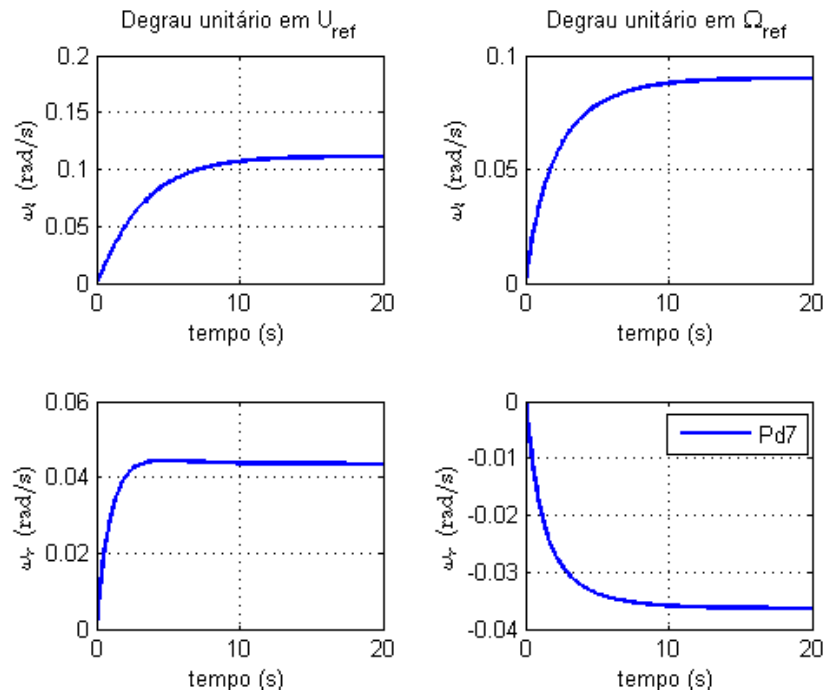 Degrau unitário em U_ref
Degrau unitário em Ω_ref
0.2
0.15
0.1
0.05
0
ω_l (rad/s)
0 10 20
tempo (s)
0.1
0.05
0
ω_l (rad/s)
0 10 20
tempo (s)
0.06
0.04
0.02
0
ω_r (rad/s)
0 10 20
tempo (s)
0
-0.01
-0.02
-0.03
-0.04
ω_r (rad/s)
Pd7
0 10 20
tempo (s)